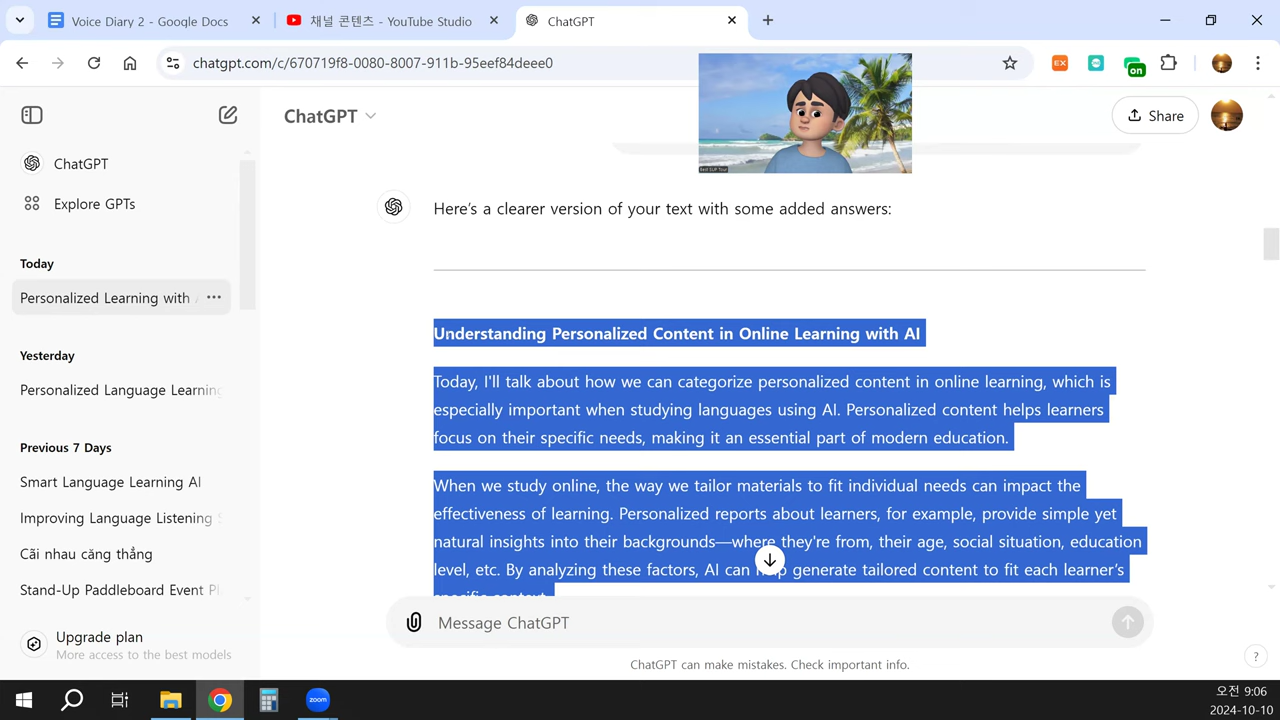 Voice Diary 2 - Google Docs
채널 콘텐츠 - YouTube Studio
ChatGPT
chatgpt.com/c/670719f8-0080-8007-911b-95eef84deee0
EX
on
ChatGPT
Share
ChatGPT
Explore GPTs
Today
Personalized Learning with
Yesterday
Personalized Language Learning
Previous 7 Days
Smart Language Learning AI
Improving Language Listening
Cãi nhau căng thẳng
Stand-Up Paddleboard Event
Upgrade plan
More access to the best models
Here's a clearer version of your text with some added answers:
Understanding Personalized Content in Online Learning with AI
Today, I'll talk about how we can categorize personalized content in online learning, which is
especially important when studying languages using AI. Personalized content helps learners
focus on their specific needs, making it an essential part of modern education.
When we study online, the way we tailor materials to fit individual needs can impact the
effectiveness of learning. Personalized reports about learners, for example, provide simple yet
natural insights into their backgrounds—where they're from, their age, social situation, education
level, etc. By analyzing these factors, AI can help generate tailored content to fit each learner's
specific context.
Message ChatGPT
ChatGPT can make mistakes. Check important info.
?
zoom
오전 9:06
2024-10-10